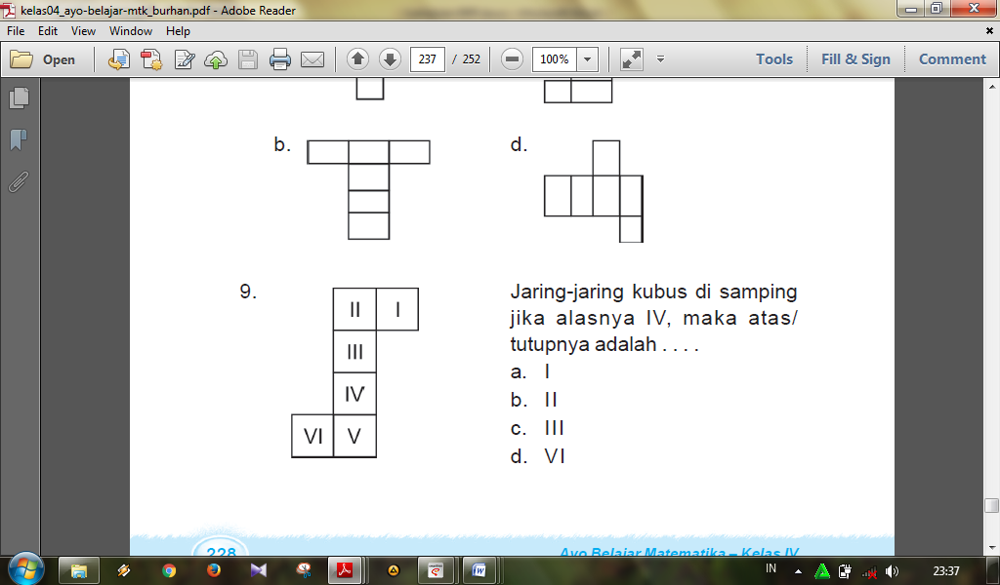 kelas04_ayo-belajar-mtk_burhan.pdf - Adobe Reader
File Edit View Window Help
Open 237 / 252 100% Tools Fill & Sign Comment
b.
d.
9.
II I
III
IV
VI V
Jaring-jaring kubus di samping
jika alasnya IV, maka atas/
tutupnya adalah . . . .
a. I
b. II
c. III
d. VI
228
Ayo Belajar Matematika – Kelas IV
IN 23:37